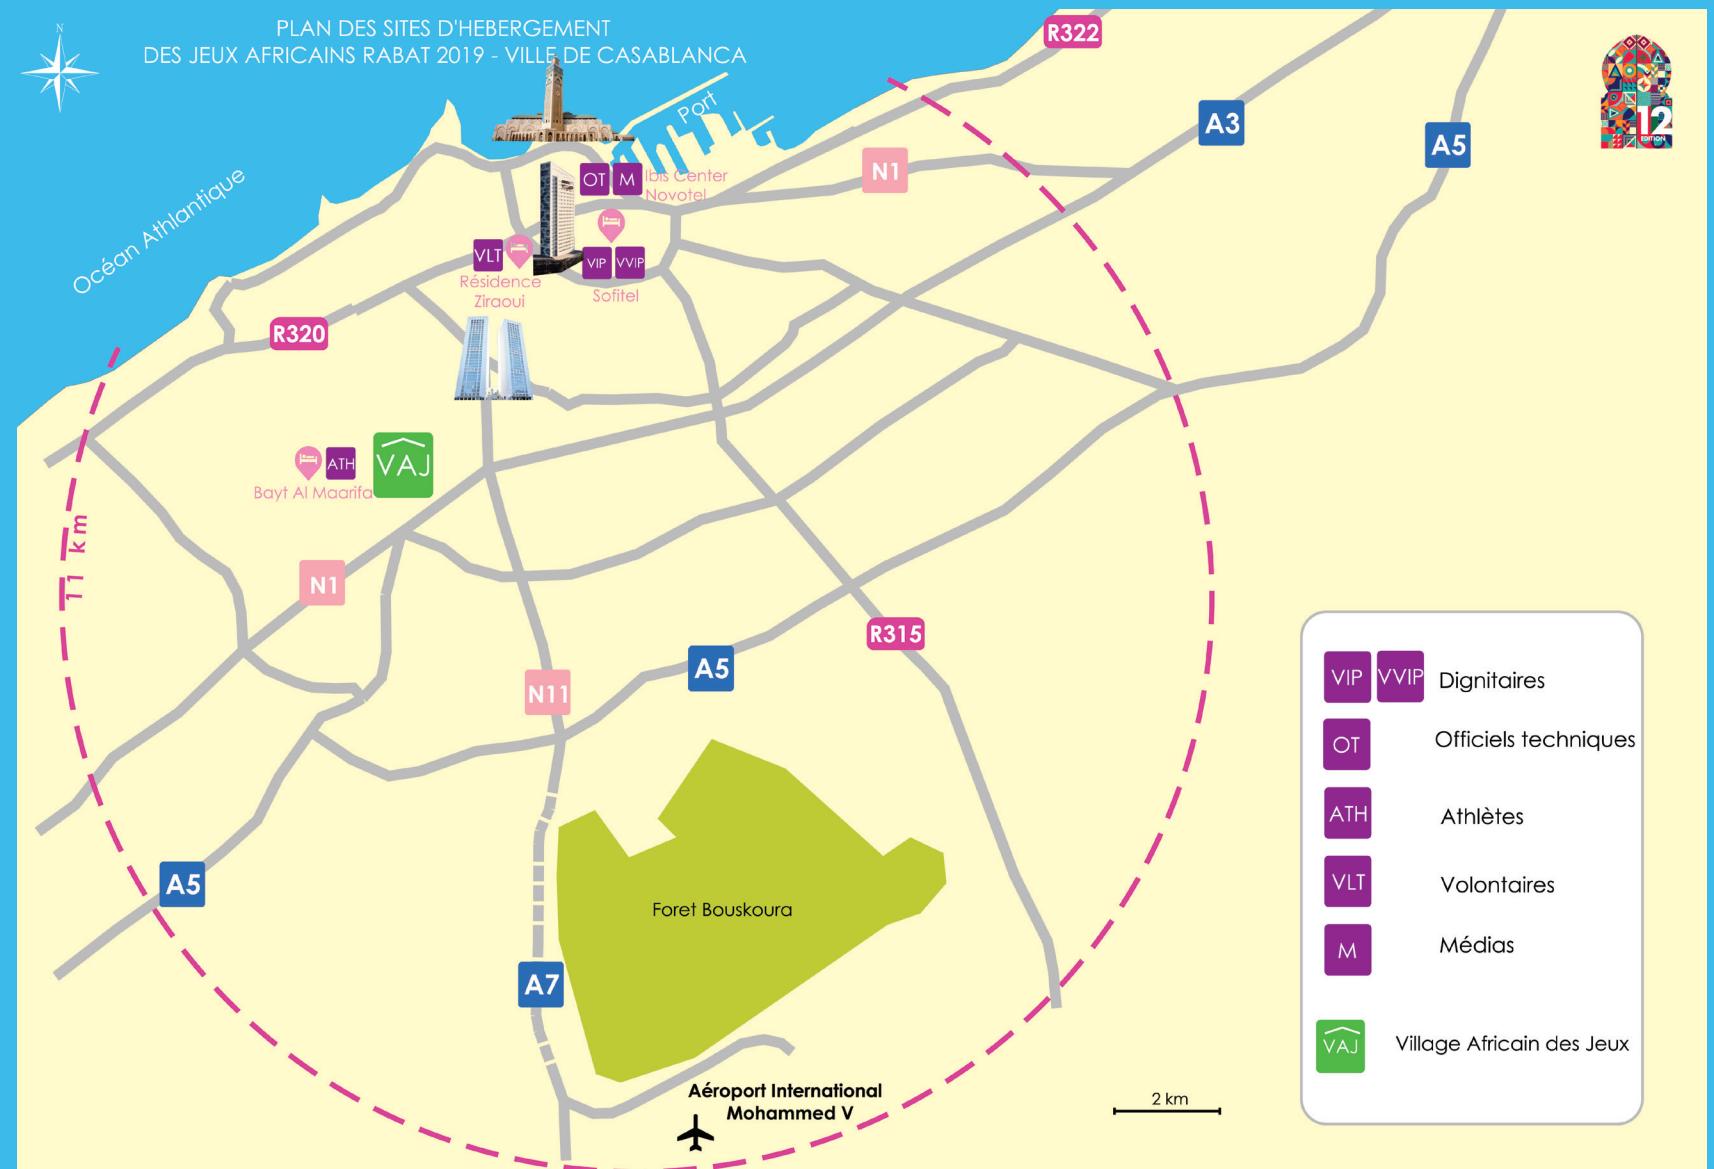 N
PLAN DES SITES D'HEBERGEMENT
DES JEUX AFRICAINS RABAT 2019 - VILLE DE CASABLANCA
R322
12
EDITION
Port
A3
A5
N1
OT
M
Ibis Center
Novotel
Océan Athlantique
VLT
VIP
VVIP
Résidence
Ziraoui
Sofitel
R320
ATH
VAJ
Bayt Al Maarifa
11 km
N1
R315
A5
N11
VIP
VVIP
Dignitaires
OT
Officiels techniques
ATH
Athlètes
VLT
Volontaires
M
Médias
VAJ
Village Africain des Jeux
A5
Foret Bouskoura
A7
Aéroport International
Mohammed V
2 km